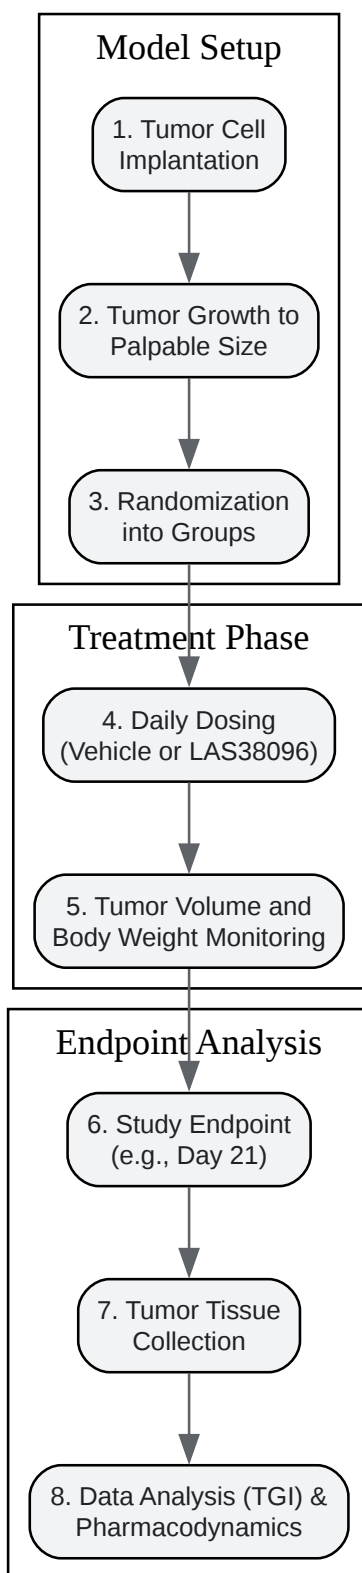 Model Setup
1. Tumor Cell
Implantation
2. Tumor Growth to
Palpable Size
3. Randomization
into Groups
Treatment Phase
4. Daily Dosing
(Vehicle or LAS38096)
5. Tumor Volume and
Body Weight Monitoring
Endpoint Analysis
6. Study Endpoint
(e.g., Day 21)
7. Tumor Tissue
Collection
8. Data Analysis (TGI) &
Pharmacodynamics